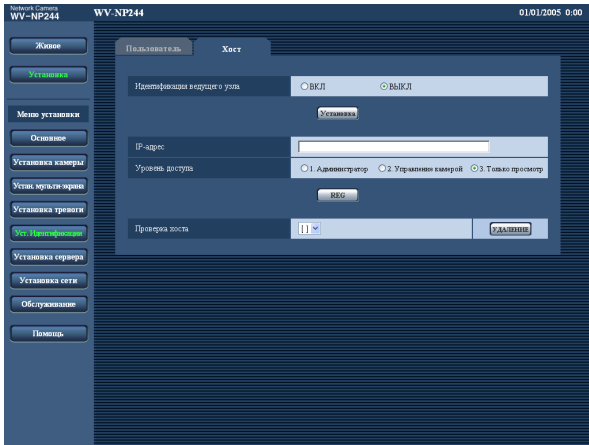 Network Camera
WV-NP244
WV-NP244
01/01/2005 0:00
Живое
Установка
Меню установки
Основное
Установка камеры
Устан. мульти-экрана
Установка тревоги
Уст. Идентификации
Установка сервера
Установка сети
Обслуживание
Помощь
Пользователь
Хост
Идентификация ведущего узла
ВКЛ
ВЫКЛ
Установка
IP-адрес
Уровень доступа
1. Администратор
2. Управление камерой
3. Только просмотр
REG
Проверка хоста
[ ]
УДАЛЕНИЕ